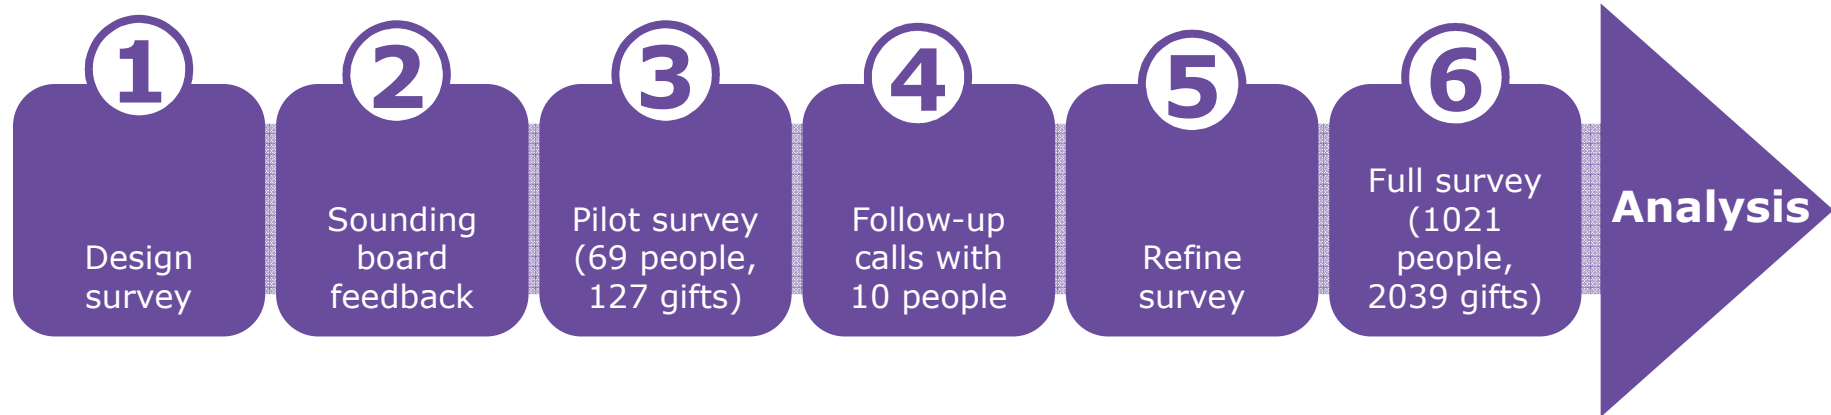 1
Design
survey
2
Sounding
board
feedback
3
Pilot survey
(69 people,
127 gifts)
4
Follow-up
calls with
10 people
5
Refine
survey
6
Full survey
(1021
people,
2039 gifts)
Analysis